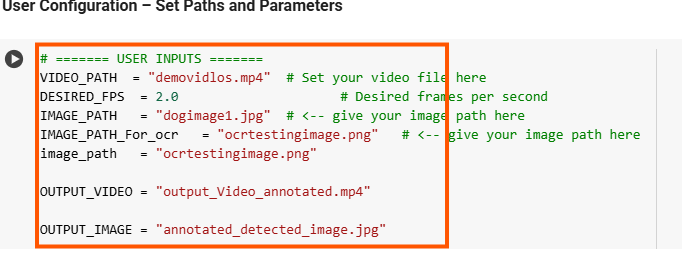 User Configuration – Set Paths and Parameters
# ======= USER INPUTS =======
VIDEO_PATH  = "demovidlos.mp4"  # Set your video file here
DESIRED_FPS  = 2.0                     # Desired frames per second
IMAGE_PATH   = "dogimage1.jpg"  # <-- give your image path here
IMAGE_PATH_For_ocr   = "ocrtestingimage.png"   # <-- give your image path here
image_path   = "ocrtestingimage.png"
OUTPUT_VIDEO = "output_Video_annotated.mp4"
OUTPUT_IMAGE = "annotated_detected_image.jpg"